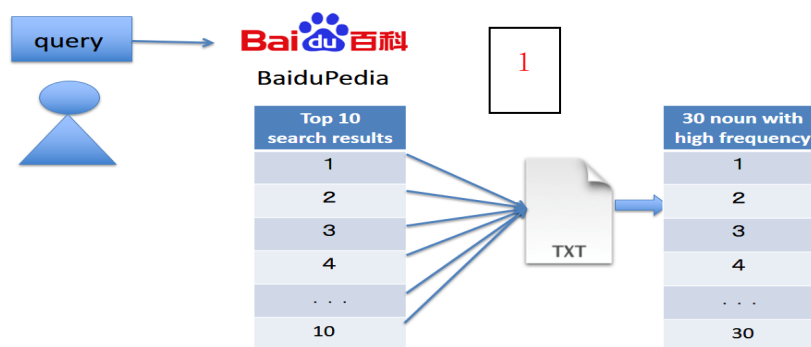 query
Bai du 百科
BaiduPedia
1
Top 10
search results
1
2
3
4
. . .
10
TXT
30 noun with
high frequency
1
2
3
4
. . .
30